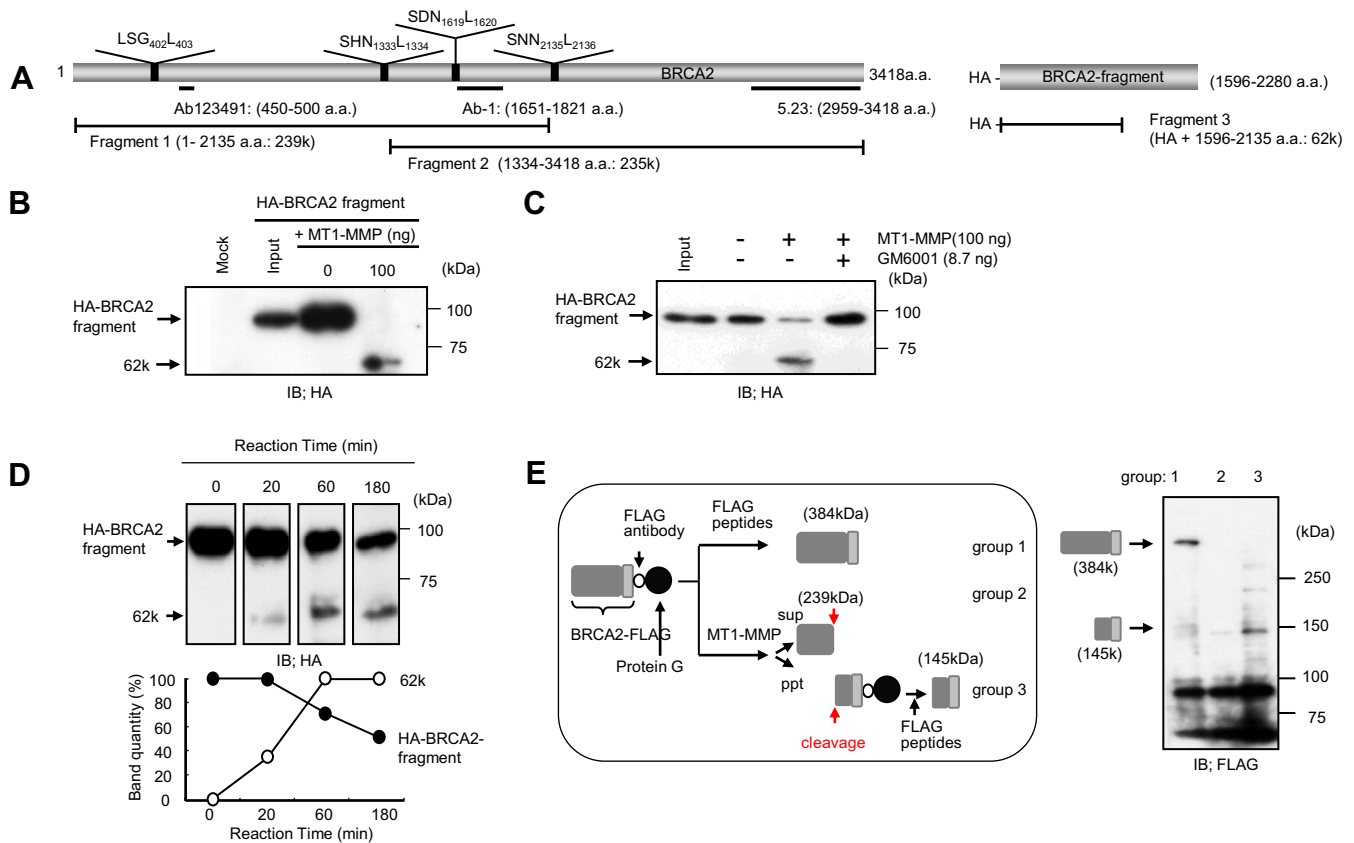 A
LSG402L403
SHN1333L1334
SDN1619L1620
SNN2135L2136
1
BRCA2
3418a.a.
Ab123491: (450-500 a.a.)
Ab-1: (1651-1821 a.a.)
5.23: (2959-3418 a.a.)
Fragment 1 (1- 2135 a.a.: 239k)
Fragment 2 (1334-3418 a.a.: 235k)
HA -
BRCA2-fragment
(1596-2280 a.a.)
HA -
Fragment 3
(HA + 1596-2135 a.a.: 62k)
B
HA-BRCA2 fragment
+ MT1-MMP (ng)
Mock
Input
0
100
(kDa)
HA-BRCA2
fragment
100
75
62k
IB; HA
C
Input
- + + MT1-MMP(100 ng)
- - + GM6001 (8.7 ng)
(kDa)
HA-BRCA2
fragment
100
75
62k
IB; HA
D
Reaction Time (min)
0 20 60 180
(kDa)
HA-BRCA2
fragment
100
75
62k
IB; HA
Band quantity (%)
100
80
60
40
20
0
62k
HA-BRCA2-
fragment
0 20 60 180
Reaction Time (min)
E
FLAG
antibody
FLAG
peptides
(384kDa)
group 1
group 2
(239kDa)
sup
BRCA2-FLAG
MT1-MMP
Protein G
ppt
(145kDa)
group 3
cleavage
FLAG
peptides
group: 1 2 3
(kDa)
(384k)
250
150
(145k)
100
75
IB; FLAG